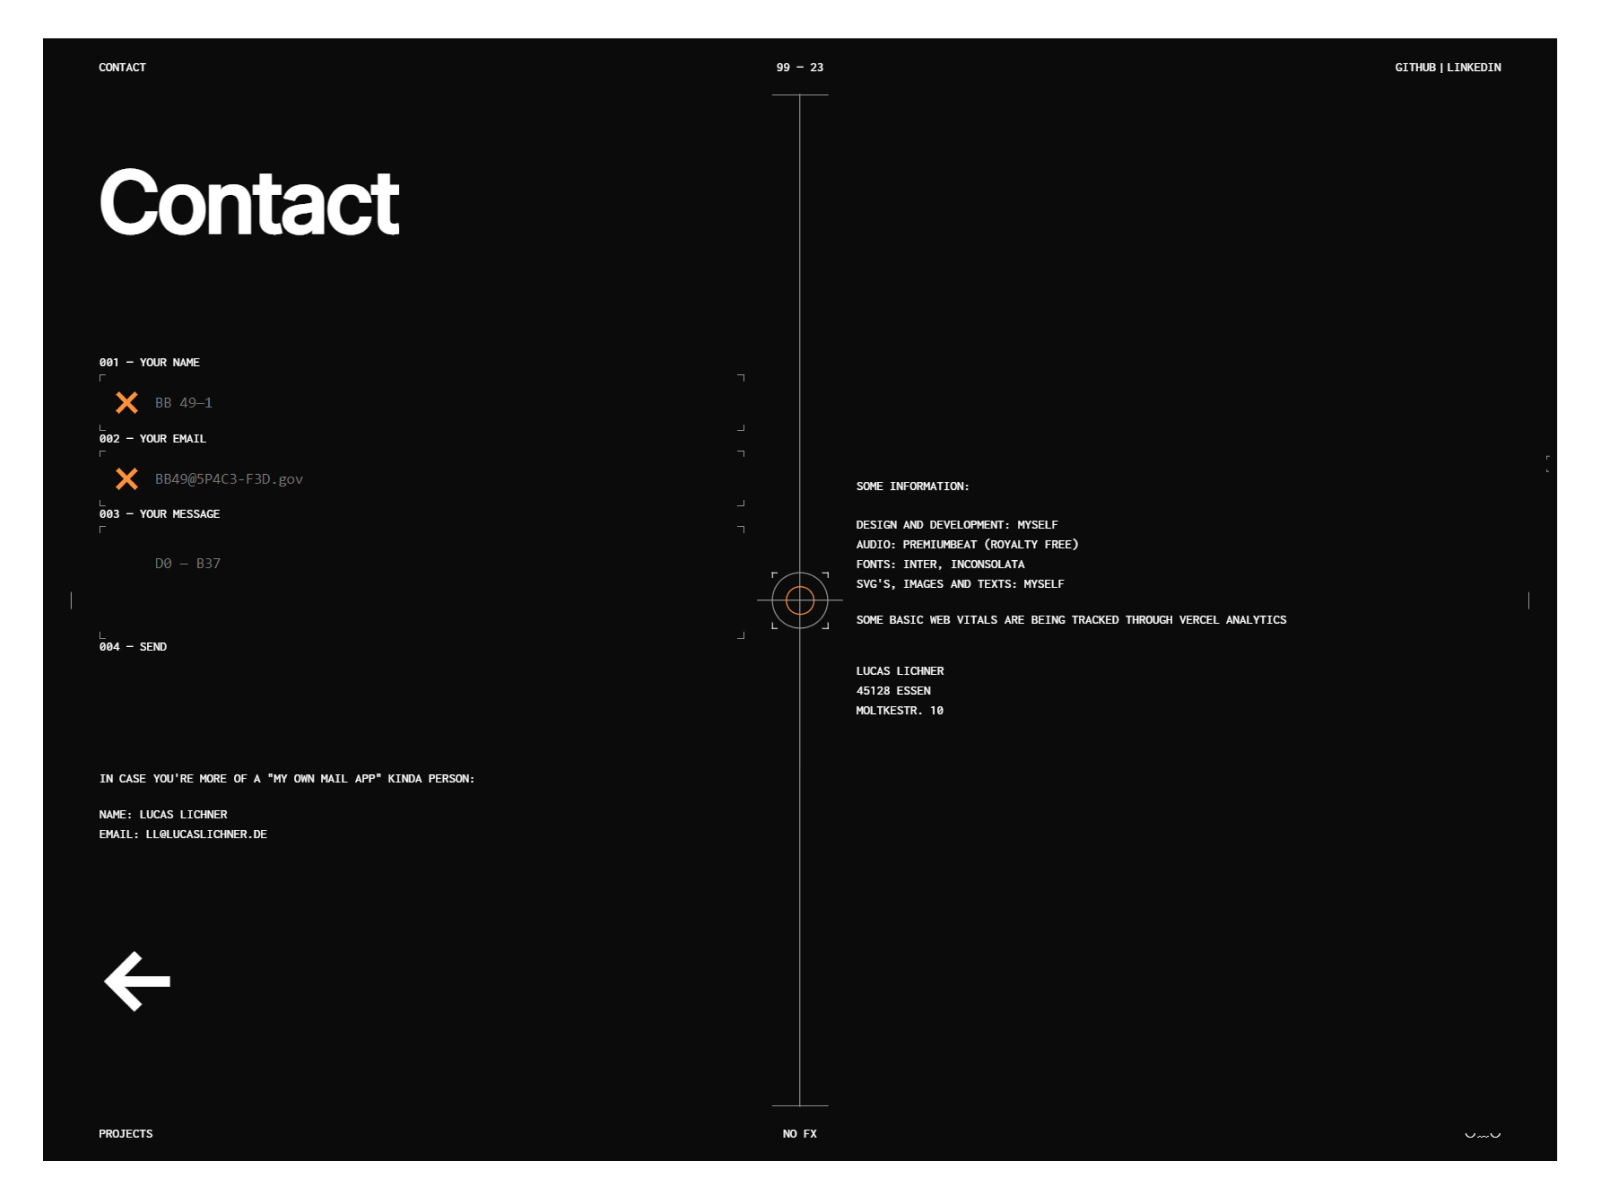 CONTACT
99 — 23
GITHUB | LINKEDIN
Contact
001 — YOUR NAME
BB 49—1
002 — YOUR EMAIL
BB49@5P4C3-F3D.gov
003 — YOUR MESSAGE
D0 — B37
004 — SEND
IN CASE YOU'RE MORE OF A "MY OWN MAIL APP" KINDA PERSON:
NAME: LUCAS LICHNER
EMAIL: LL@LUCASLICHNER.DE
SOME INFORMATION:
DESIGN AND DEVELOPMENT: MYSELF
AUDIO: PREMIUMBEAT (ROYALTY FREE)
FONTS: INTER, INCONSOLATA
SVG'S, IMAGES AND TEXTS: MYSELF
SOME BASIC WEB VITALS ARE BEING TRACKED THROUGH VERCEL ANALYTICS
LUCAS LICHNER
45128 ESSEN
MOLTKESTR. 10
PROJECTS
NO FX